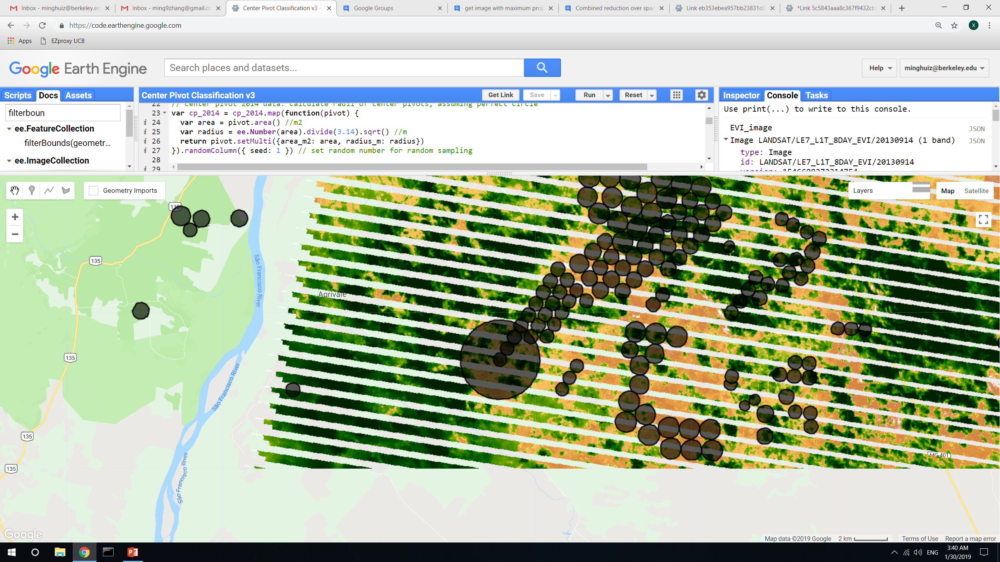 Inbox - minghuiz@berkeley.ed
Inbox - ming9zhang@gmail.co
Center Pivot Classification v3 -
Google Groups
get image with maximum prop
Combined reduction over spac
Link eb353ebea957bb23831d8
*Link 5c5843aaa8c367f9432cb
https://code.earthengine.google.com
X
Apps
EZproxy UCB
Google Earth Engine
Search places and datasets...
Help
minghuiz@berkeley.edu
Scripts
Docs
Assets
filterboun
ee.FeatureCollection
filterBounds(geometr...
ee.ImageCollection
Center Pivot Classification v3
Get Link
Save
Run
Reset
22 // center pivot 2014 data: calculate radii of center pivots, assuming perfect circle
23 var cp_2014 = cp_2014.map(function(pivot) {
24 var area = pivot.area() //m2
25 var radius = ee.Number(area).divide(3.14).sqrt() //m
26 return pivot.setMulti({area_m2: area, radius_m: radius})
27 }).randomColumn({ seed: 1 }) // set random number for random sampling
28
29
Inspector
Console
Tasks
Use print(...) to write to this console.
EVI_image
JSON
Image LANDSAT/LE7_L1T_8DAY_EVI/20130914 (1 band)
JSON
type: Image
id: LANDSAT/LE7_L1T_8DAY_EVI/20130914
Geometry Imports
Layers
Map
Satellite
135
135
São Francisco River
Agrivale
135
São Francisco River
135
São Francisco River
135
MG-401
Google
Map data ©2019 Google
2 km
Terms of Use
Report a map error
ENG
3:40 AM
1/30/2019